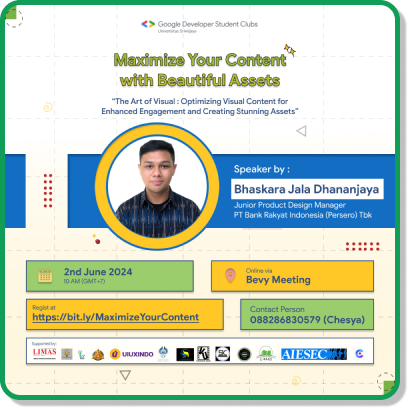 Google Developer Student Clubs
Universitas Sriwijaya
Maximize Your Content
with Beautiful Assets
"The Art of Visual : Optimizing Visual Content for
Enhanced Engagement and Creating Stunning Assets"
Speaker by :
Bhaskara Jala Dhananjaya
Junior Product Design Manager
PT Bank Rakyat Indonesia (Persero) Tbk
2nd June 2024
10 AM (GMT+7)
Online via
Bevy Meeting
Regist at
https://bit.ly/MaximizeYourContent
Contact Person
088286830579 (Chesya)
Supported by:
LIMAS
UIUXINDO
AIESEC